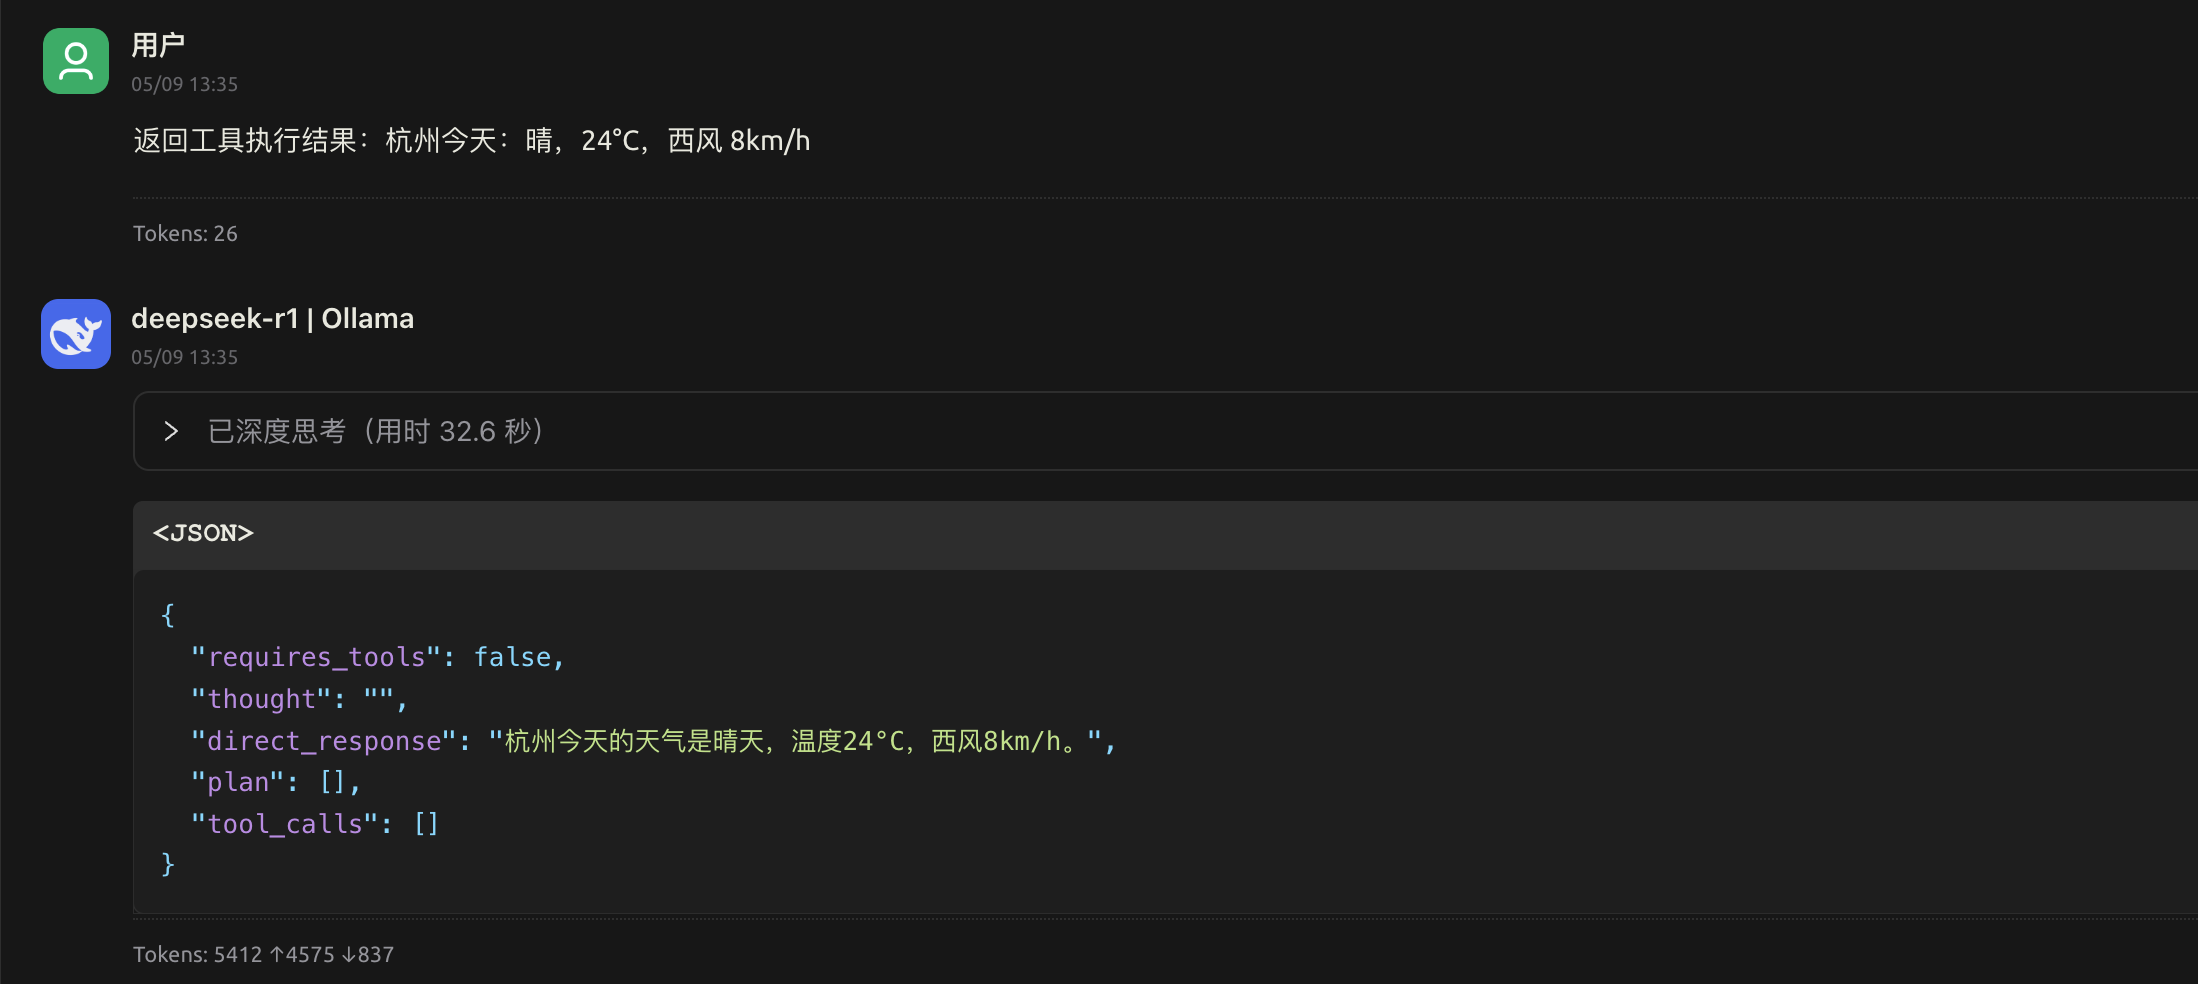 用户
05/09 13:35
返回工具执行结果：杭州今天：晴，24°C，西风 8km/h
Tokens: 26
deepseek-r1 | Ollama
05/09 13:35
已深度思考（用时 32.6 秒）
<JSON>
{
  "requires_tools": false,
  "thought": "",
  "direct_response": "杭州今天的天气是晴天，温度24°C，西风8km/h。",
  "plan": [],
  "tool_calls": []
}
Tokens: 5412 ↑4575 ↓837